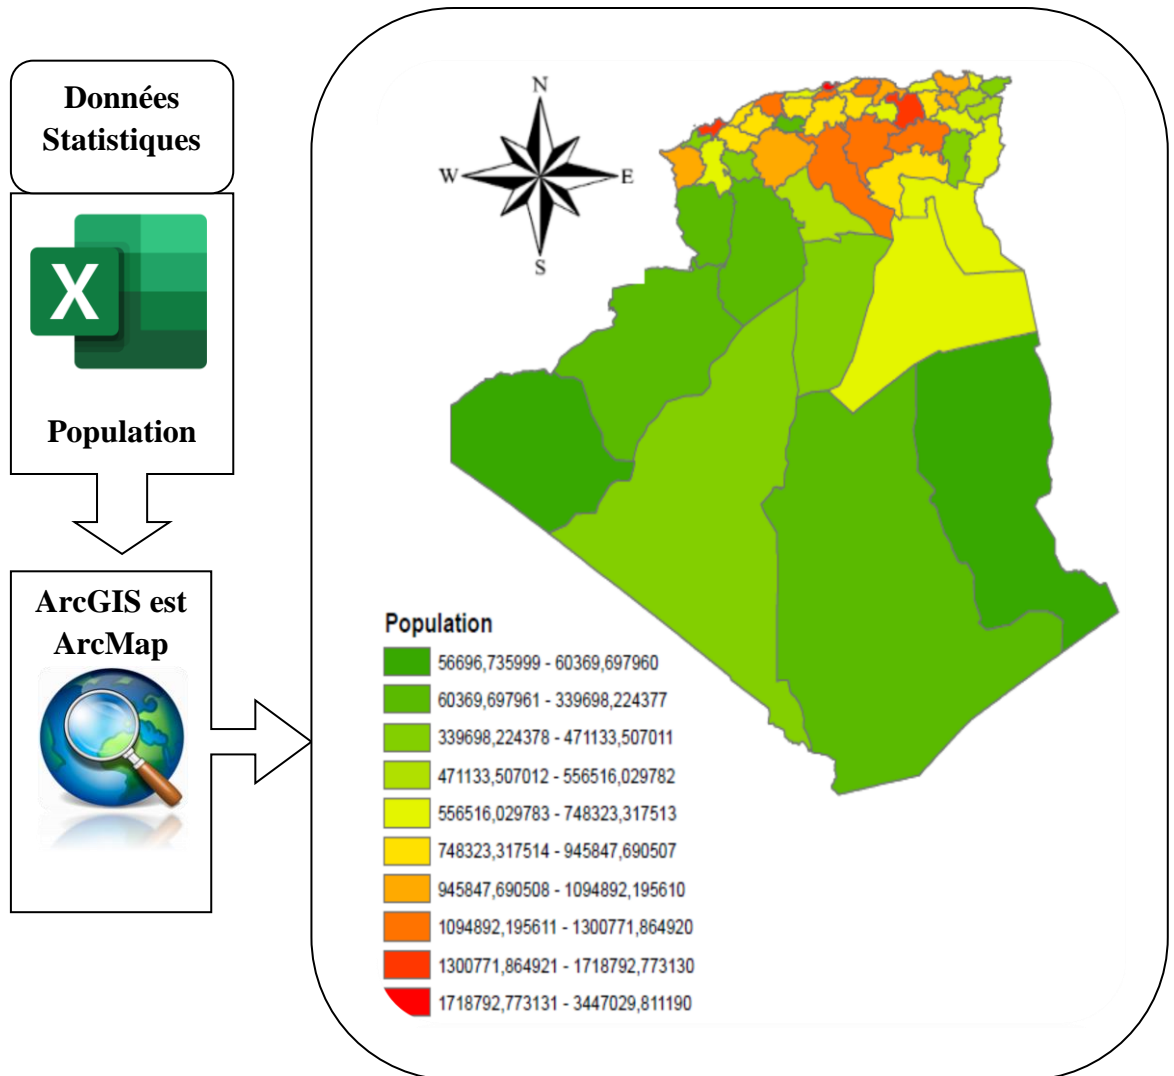 Données
Statistiques
X
Population
ArcGIS est
ArcMap
N
W
E
S
Population
56696,735999 - 60369,697960
60369,697961 - 339698,224377
339698,224378 - 471133,507011
471133,507012 - 556516,029782
556516,029783 - 748323,317513
748323,317514 - 945847,690507
945847,690508 - 1094892,195610
1094892,195611 - 1300771,864920
1300771,864921 - 1718792,773130
1718792,773131 - 3447029,811190